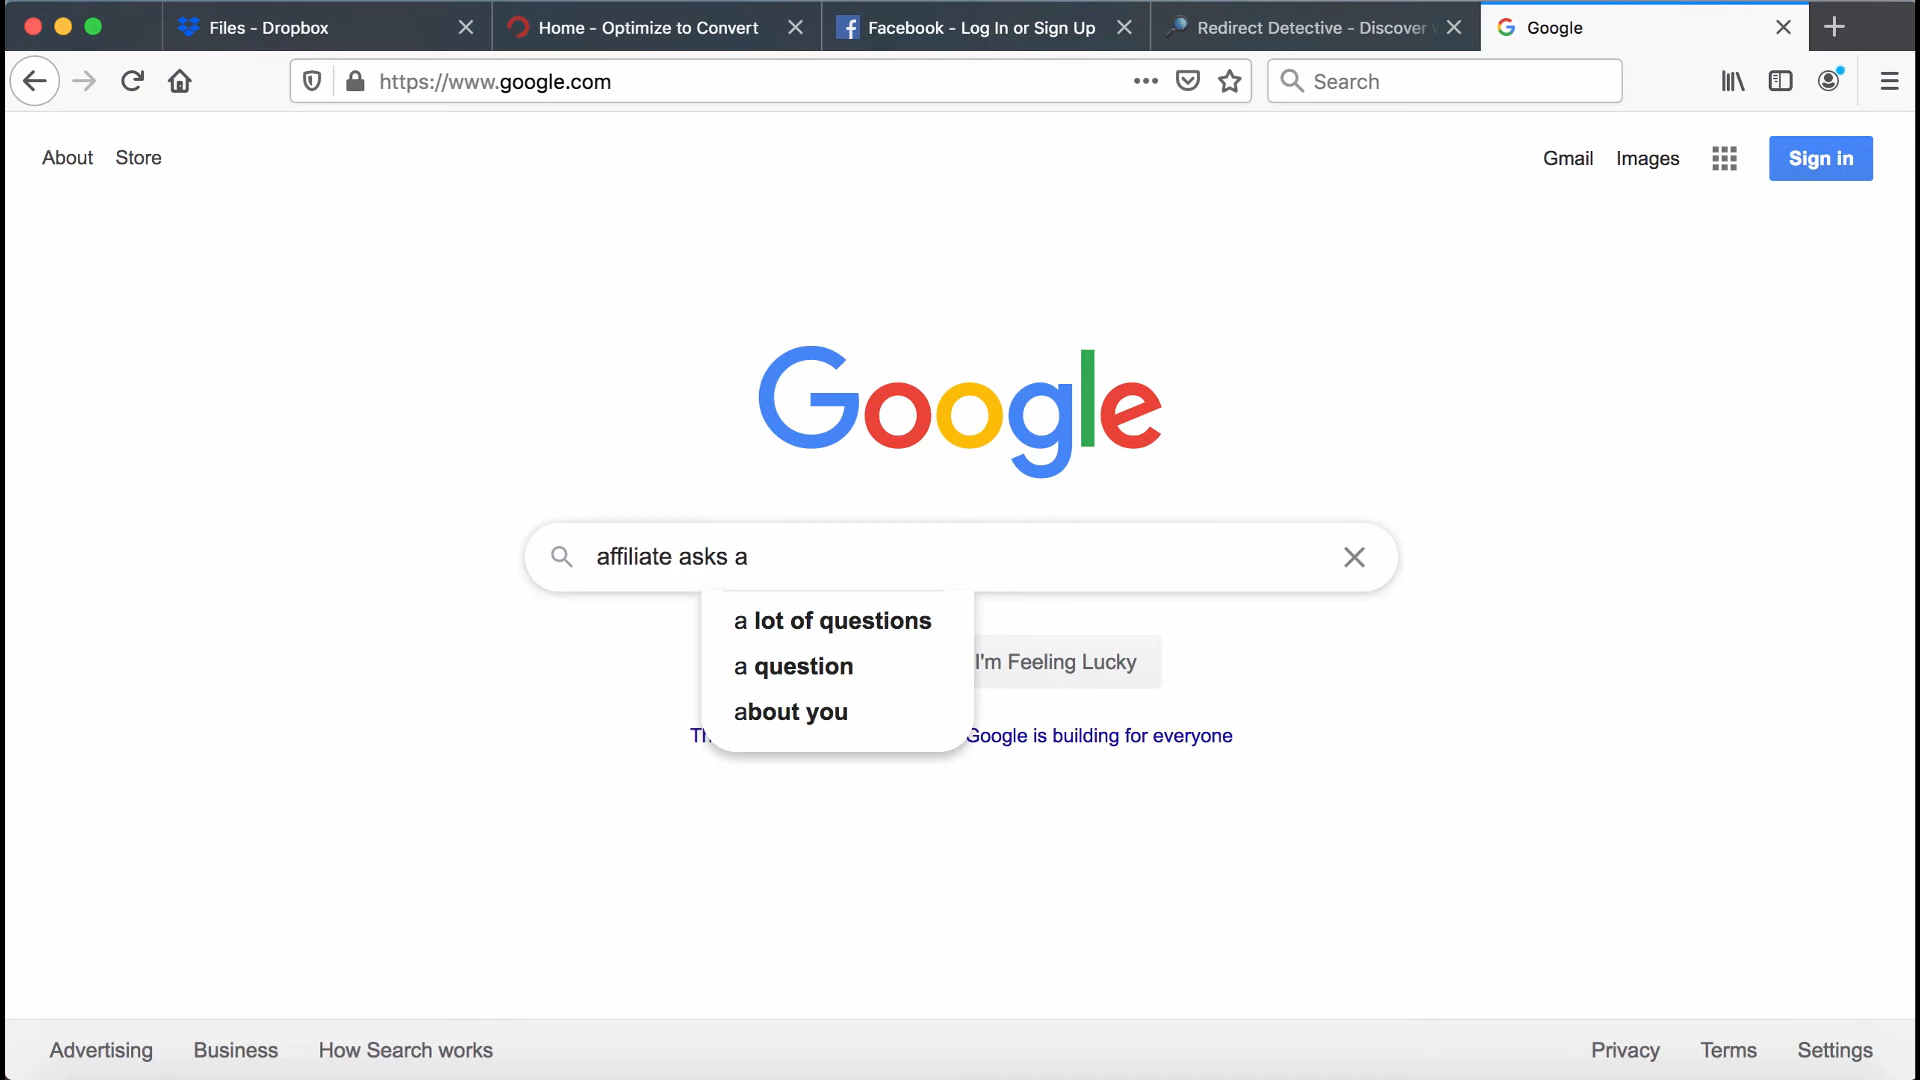 Files - Dropbox
Home - Optimize to Convert
Facebook - Log In or Sign Up
Redirect Detective - Discover
Google
https://www.google.com
Search
About Store
Gmail Images Sign in
Google
affiliate asks a
a lot of questions
a question
about you
I'm Feeling Lucky
Google is building for everyone
Advertising Business How Search works
Privacy Terms Settings